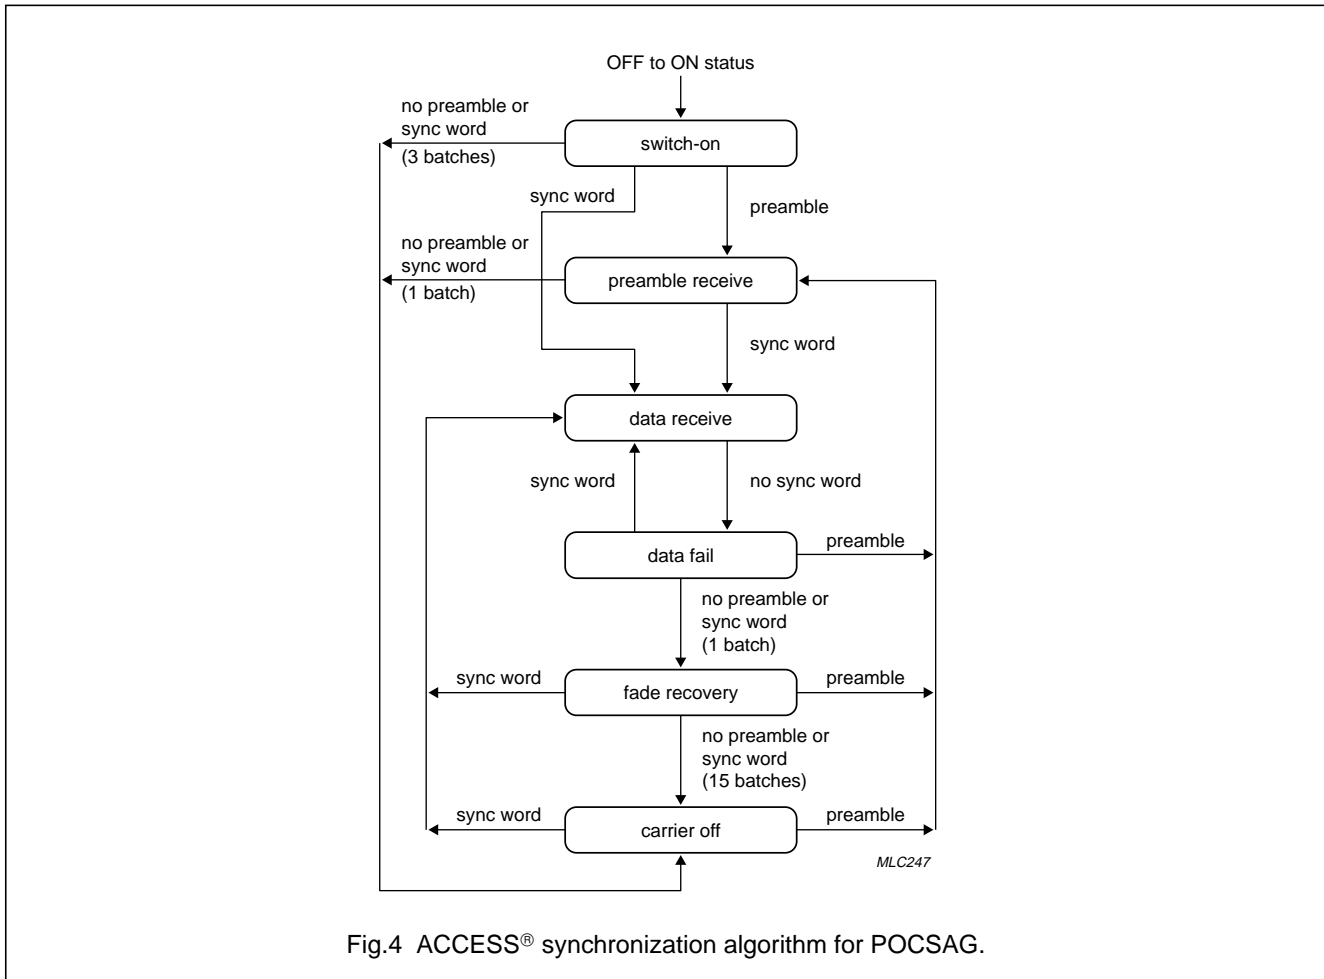 OFF to ON status
no preamble or
sync word
(3 batches)
switch-on
sync word
preamble
no preamble or
sync word
(1 batch)
preamble receive
sync word
data receive
sync word
no sync word
data fail
preamble
no preamble or
sync word
(1 batch)
sync word
fade recovery
preamble
no preamble or
sync word
(15 batches)
sync word
carrier off
preamble
MLC247
Fig.4 ACCESS® synchronization algorithm for POCSAG.